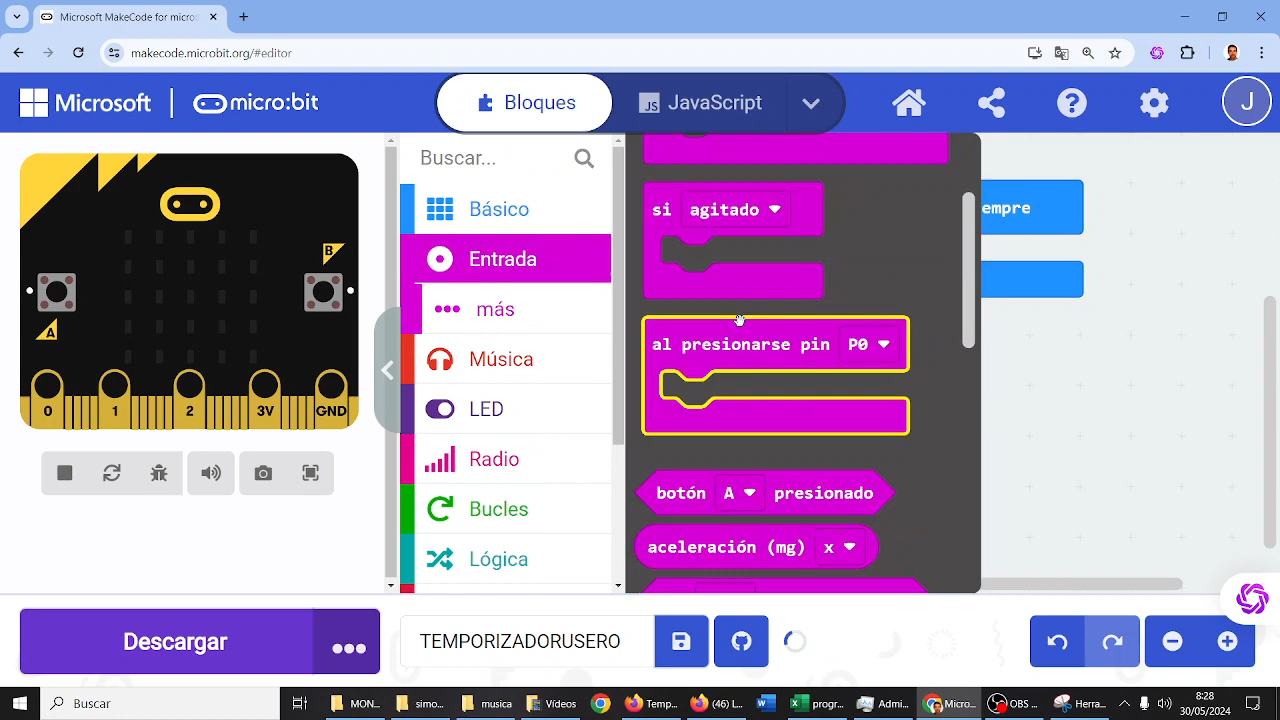 Microsoft MakeCode for micro:
makecode.microbit.org/#editor
Microsoft
micro:bit
Bloques
JS
JavaScript
J
Buscar...
Básico
Entrada
más
Música
LED
Radio
Bucles
Lógica
si agitado
al presionarse pin P0
botón A presionado
aceleración (mg) x
empre
A
B
0
1
2
3V
GND
Descargar
TEMPORIZADORUSERO
Buscar
MON
simo
musica
Vídeos
Temp
(46) L
progr
Admi
Micro
OBS
Herra
8:28
30/05/2024